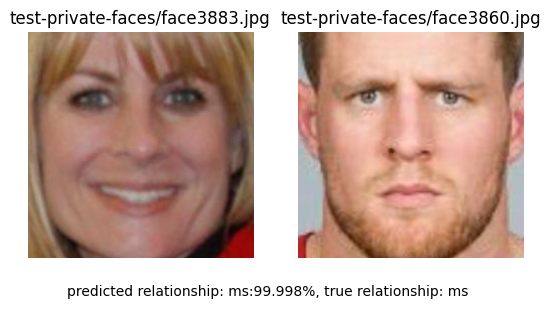 test-private-faces/face3883.jpg test-private-faces/face3860.jpg
predicted relationship: ms:99.998%, true relationship: ms